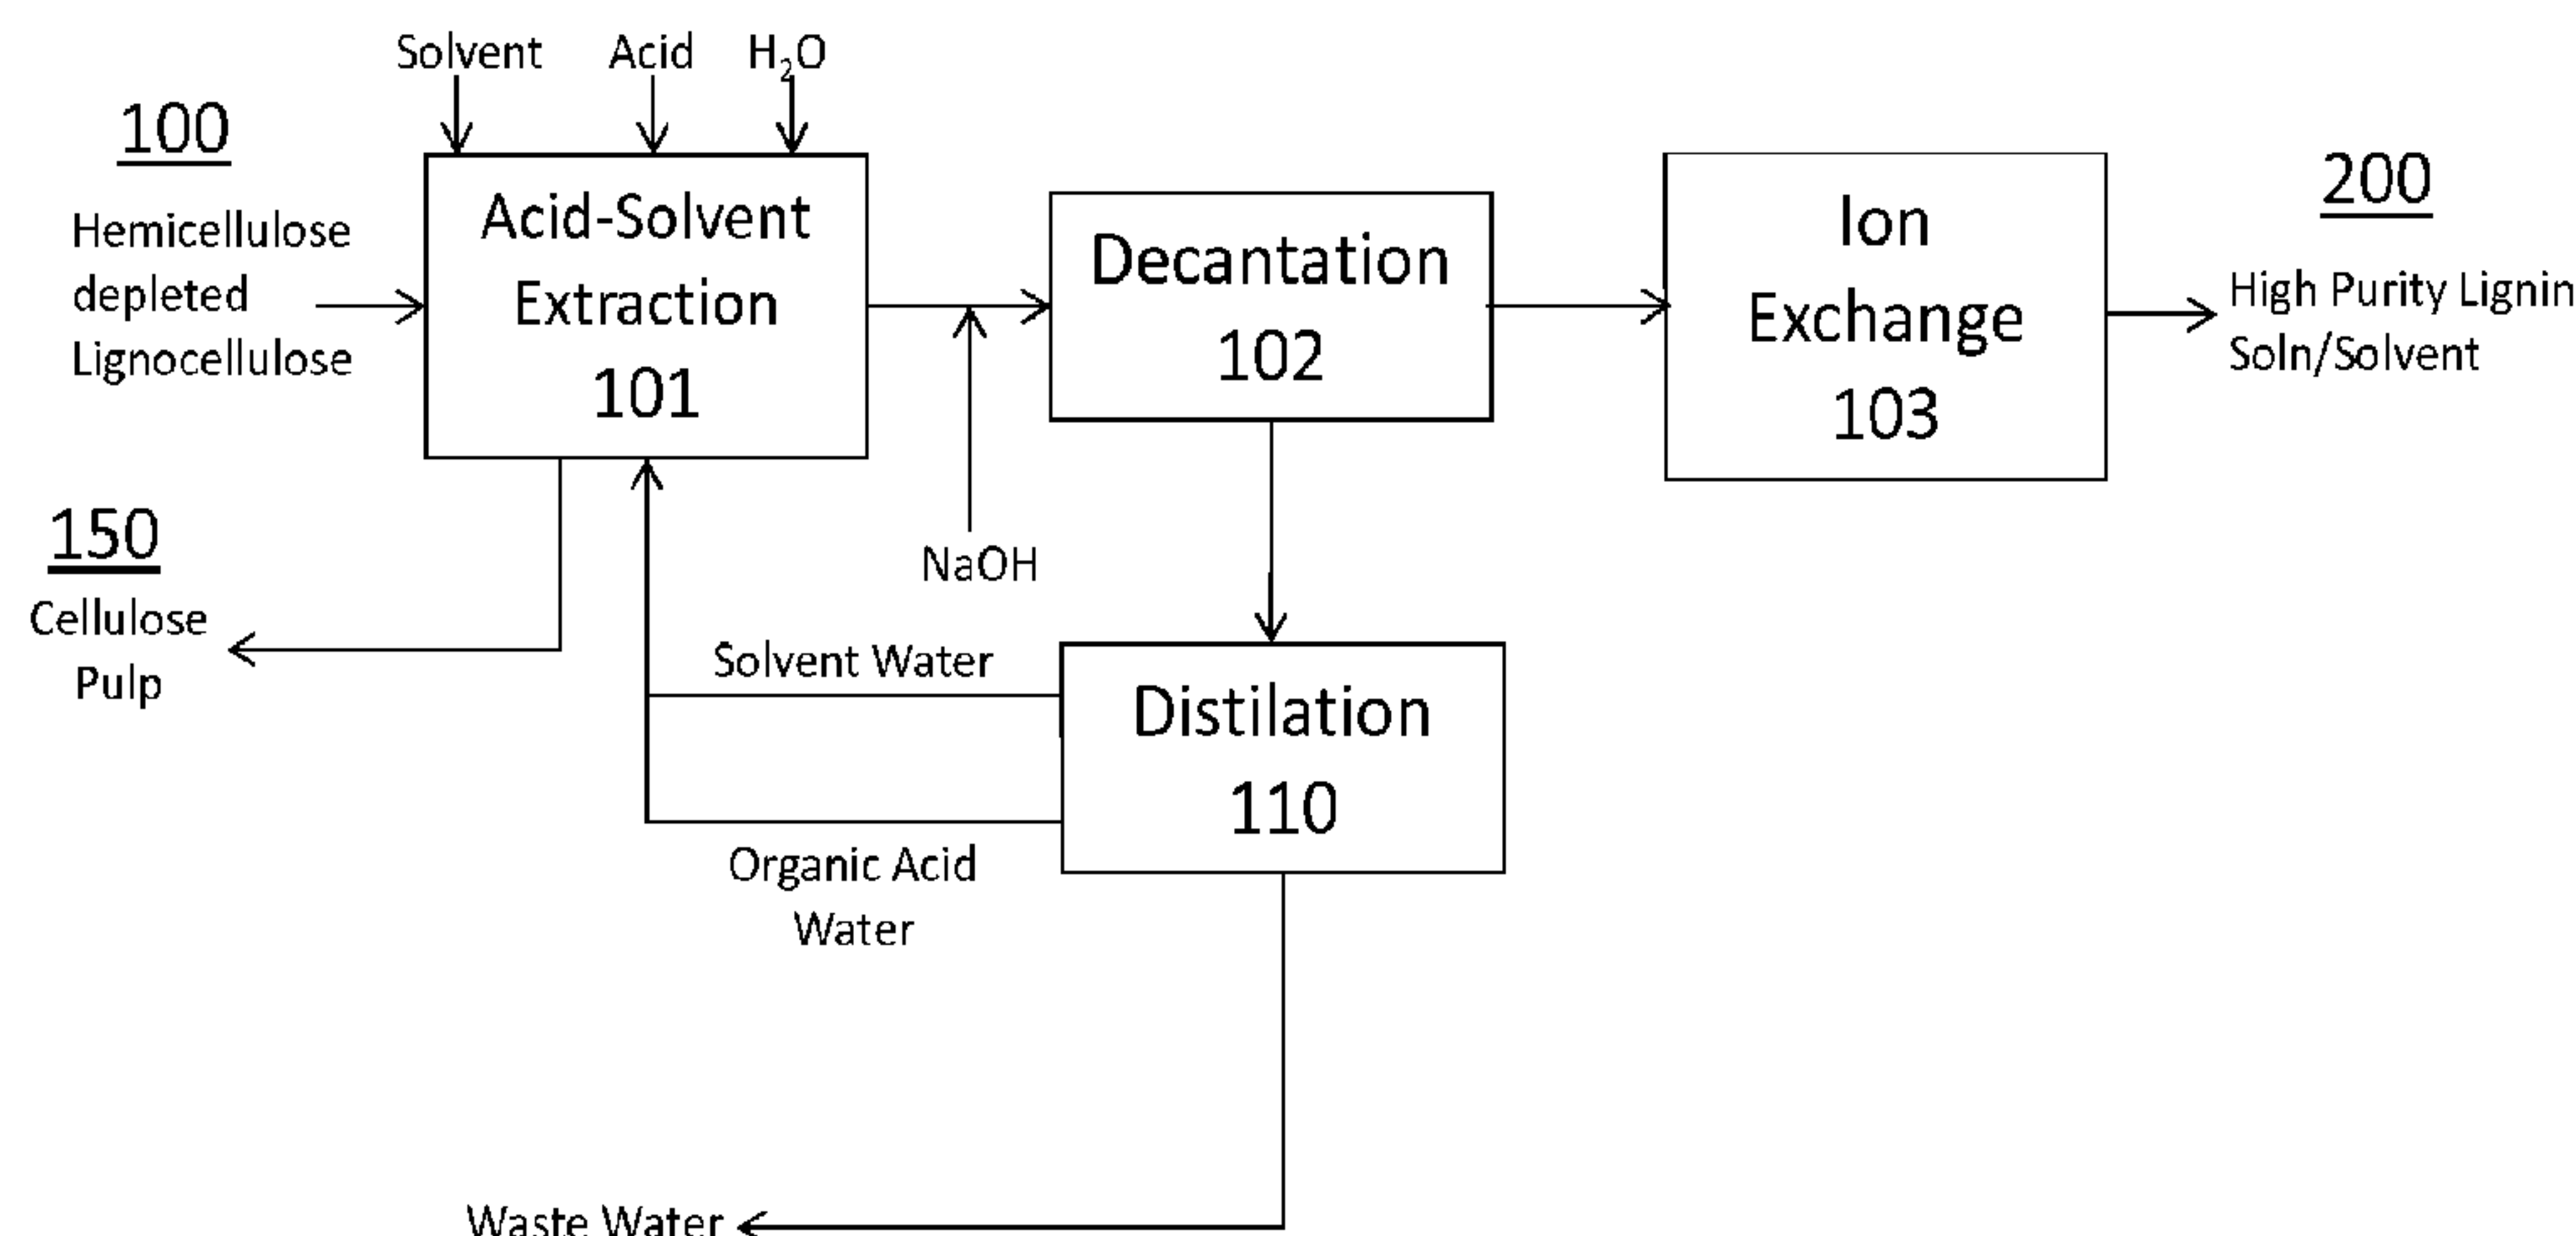 Solvent
Acid
H₂O
100
Hemicellulose
depleted
Lignocellulose
Acid-Solvent
Extraction
101
Decantation
102
Ion
Exchange
103
200
High Purity Lignin
Soln/Solvent
150
Cellulose
Pulp
NaOH
Solvent Water
Organic Acid
Water
Distilation
110
Waste Water